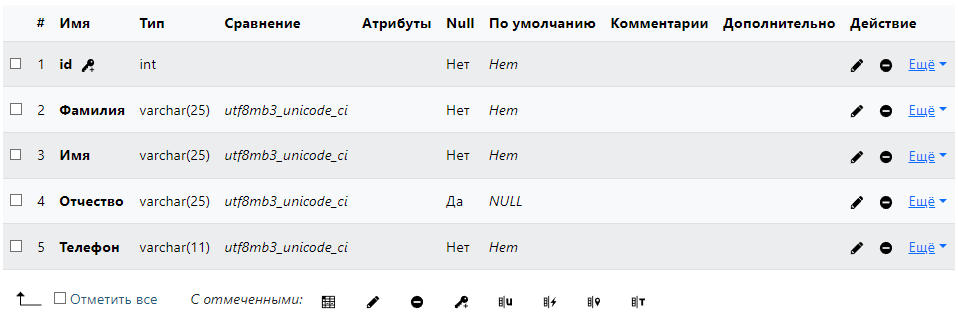 # Имя Тип Сравнение Атрибуты Null По умолчанию Комментарии Дополнительно Действие
1 id int Нет Нет Ещё
2 Фамилия varchar(25) utf8mb3_unicode_ci Нет Нет Ещё
3 Имя varchar(25) utf8mb3_unicode_ci Нет Нет Ещё
4 Отчество varchar(25) utf8mb3_unicode_ci Да NULL Ещё
5 Телефон varchar(11) utf8mb3_unicode_ci Нет Нет Ещё
Отметить все С отмеченными: U T